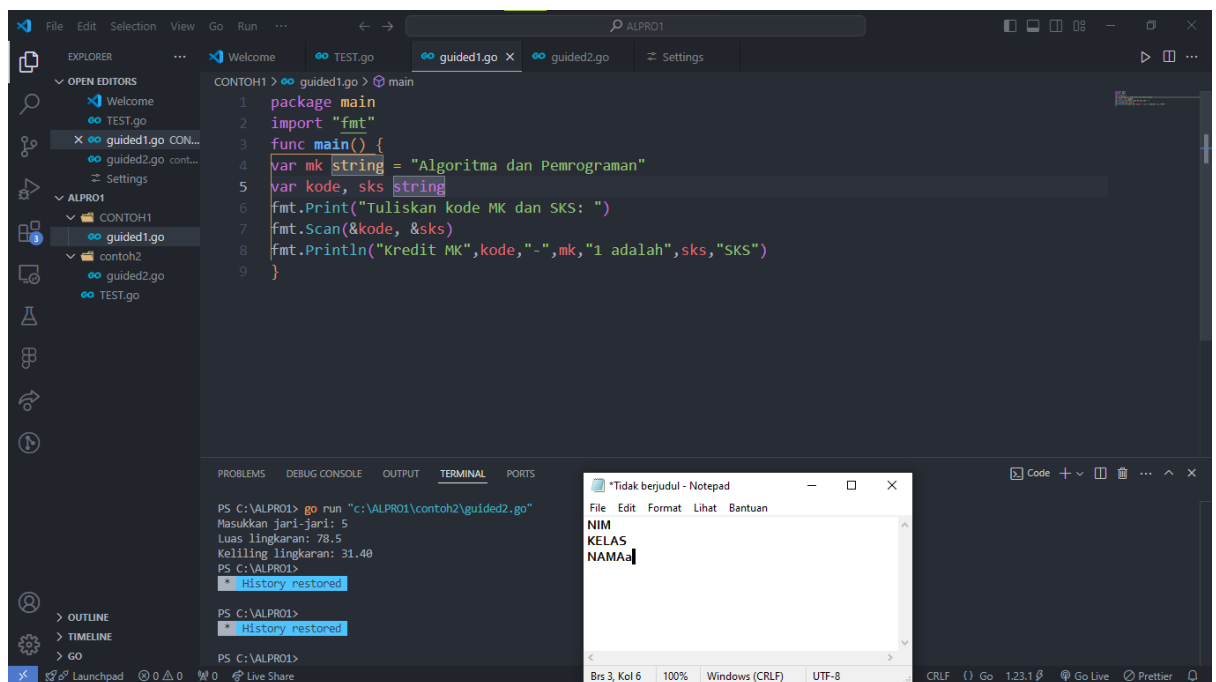 File Edit Selection View Go Run ··· ← → ALPRO1
EXPLORER ···
OPEN EDITORS
Welcome
TEST.go
guided1.go CON...
guided2.go cont...
Settings
ALPRO1
CONTOH1
guided1.go
contoh2
guided2.go
TEST.go
3
OUTLINE
TIMELINE
GO
Welcome TEST.go guided1.go guided2.go Settings
CONTOH1 > guided1.go > main
1 package main
2 import "fmt"
3 func main() {
4 var mk string = "Algoritma dan Pemrograman"
5 var kode, sks string
6 fmt.Print("Tuliskan kode MK dan SKS: ")
7 fmt.Scan(&kode, &sks)
8 fmt.Println("Kredit MK",kode,"-",mk,"1 adalah",sks,"SKS")
9 }
PROBLEMS DEBUG CONSOLE OUTPUT TERMINAL PORTS Code
PS C:\ALPRO1> go run "c:\ALPRO1\contoh2\guided2.go"
Masukkan jari-jari: 5
Luas lingkaran: 78.5
Keliling lingkaran: 31.40
PS C:\ALPRO1>
* History restored
PS C:\ALPRO1>
* History restored
PS C:\ALPRO1>
*Tidak berjudul - Notepad
File Edit Format Lihat Bantuan
NIM
KELAS
NAMAa
Brs 3, Kol 6 100% Windows (CRLF) UTF-8
Launchpad 0 0 0 Live Share CRLF {} Go 1.23.1 Go Live Prettier